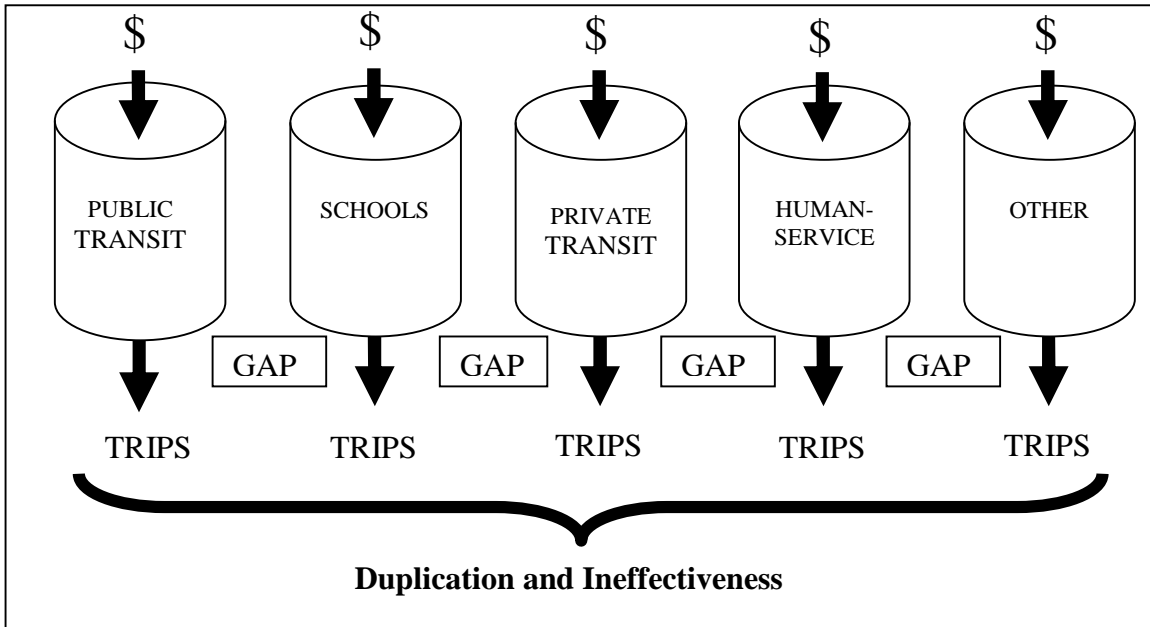 $ $ $ $ $
PUBLIC
TRANSIT
SCHOOLS
PRIVATE
TRANSIT
HUMAN-
SERVICE
OTHER
GAP GAP GAP GAP
TRIPS TRIPS TRIPS TRIPS TRIPS
Duplication and Ineffectiveness